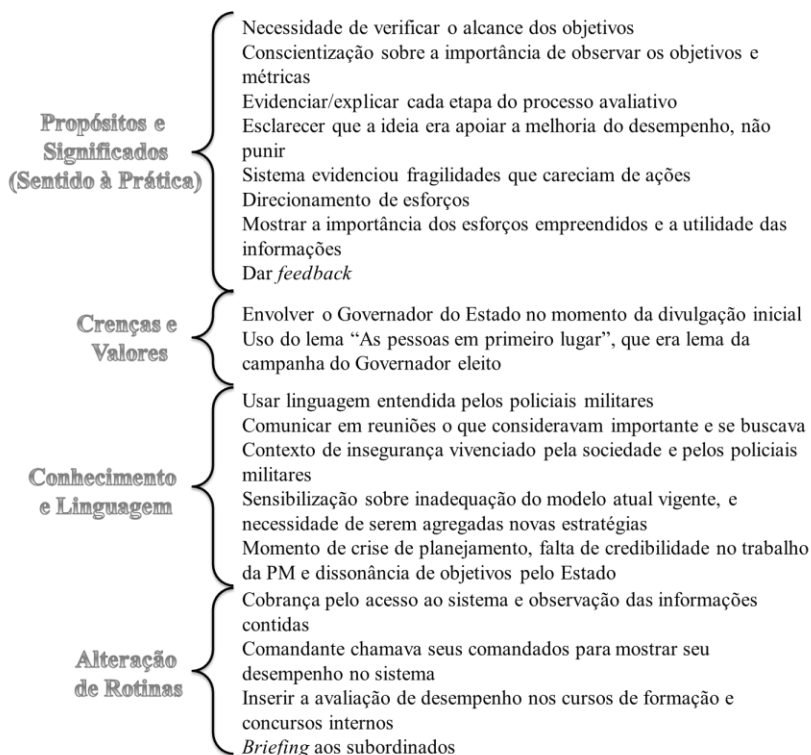 Propósitos e
Significados
(Sentido à Prática)
Necessidade de verificar o alcance dos objetivos
Conscientização sobre a importância de observar os objetivos e
métricas
Evidenciar/explicar cada etapa do processo avaliativo
Esclarecer que a ideia era apoiar a melhoria do desempenho, não
punir
Sistema evidenciou fragilidades que careciam de ações
Direcionamento de esforços
Mostrar a importância dos esforços empreendidos e a utilidade das
informações
Dar feedback
Crenças e
Valores
Envolver o Governador do Estado no momento da divulgação inicial
Uso do lema “As pessoas em primeiro lugar”, que era lema da
campanha do Governador eleito
Conhecimento
e Linguagem
Usar linguagem entendida pelos policiais militares
Comunicar em reuniões o que consideravam importante e se buscava
Contexto de insegurança vivenciado pela sociedade e pelos policiais
militares
Sensibilização sobre inadequação do modelo atual vigente, e
necessidade de serem agregadas novas estratégias
Momento de crise de planejamento, falta de credibilidade no trabalho
da PM e dissonância de objetivos pelo Estado
Alteração
de Rotinas
Cobrança pelo acesso ao sistema e observação das informações
contidas
Comandante chamava seus comandados para mostrar seu
desempenho no sistema
Inserir a avaliação de desempenho nos cursos de formação e
concursos internos
Briefing aos subordinados